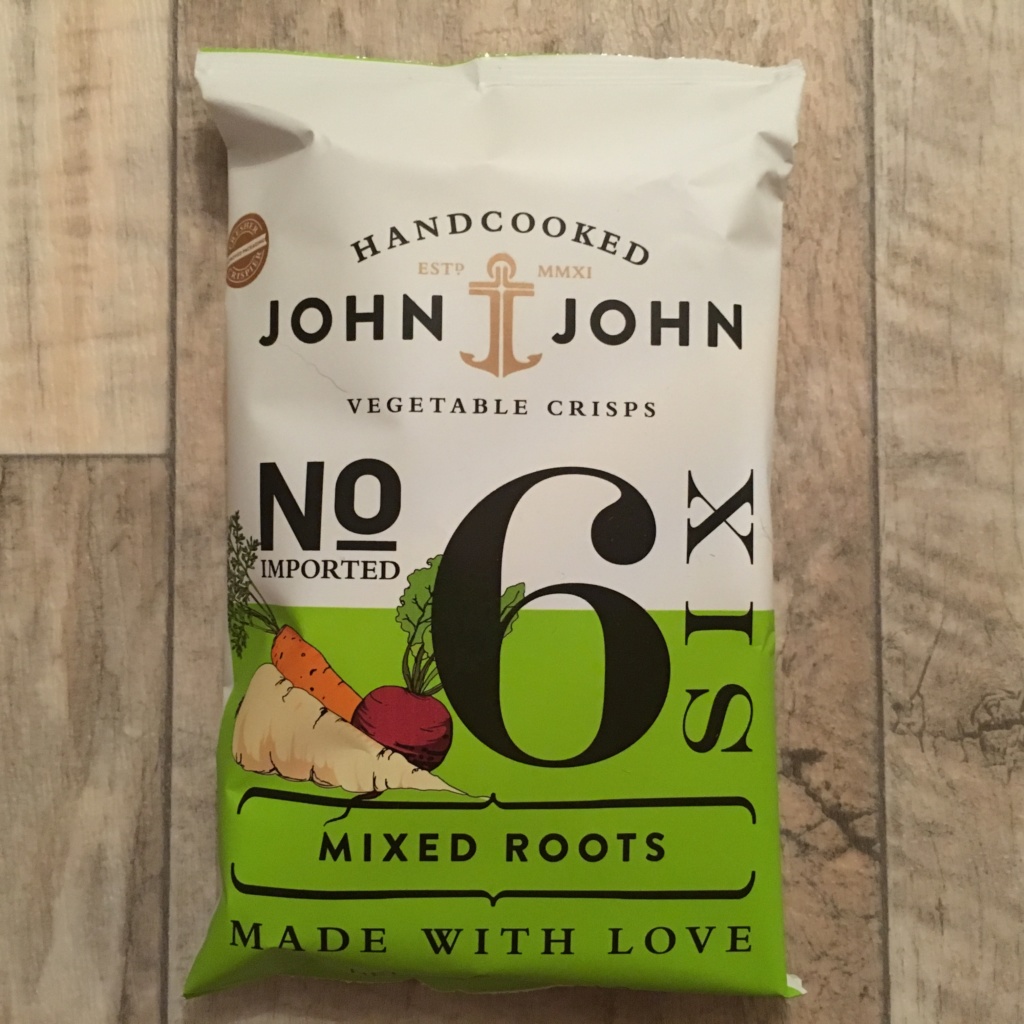 HANDCOOKED
ESTD MMXI
JOHN JOHN
VEGETABLE CRISPS
NO
IMPORTED
6
SIX
MIXED ROOTS
MADE WITH LOVE